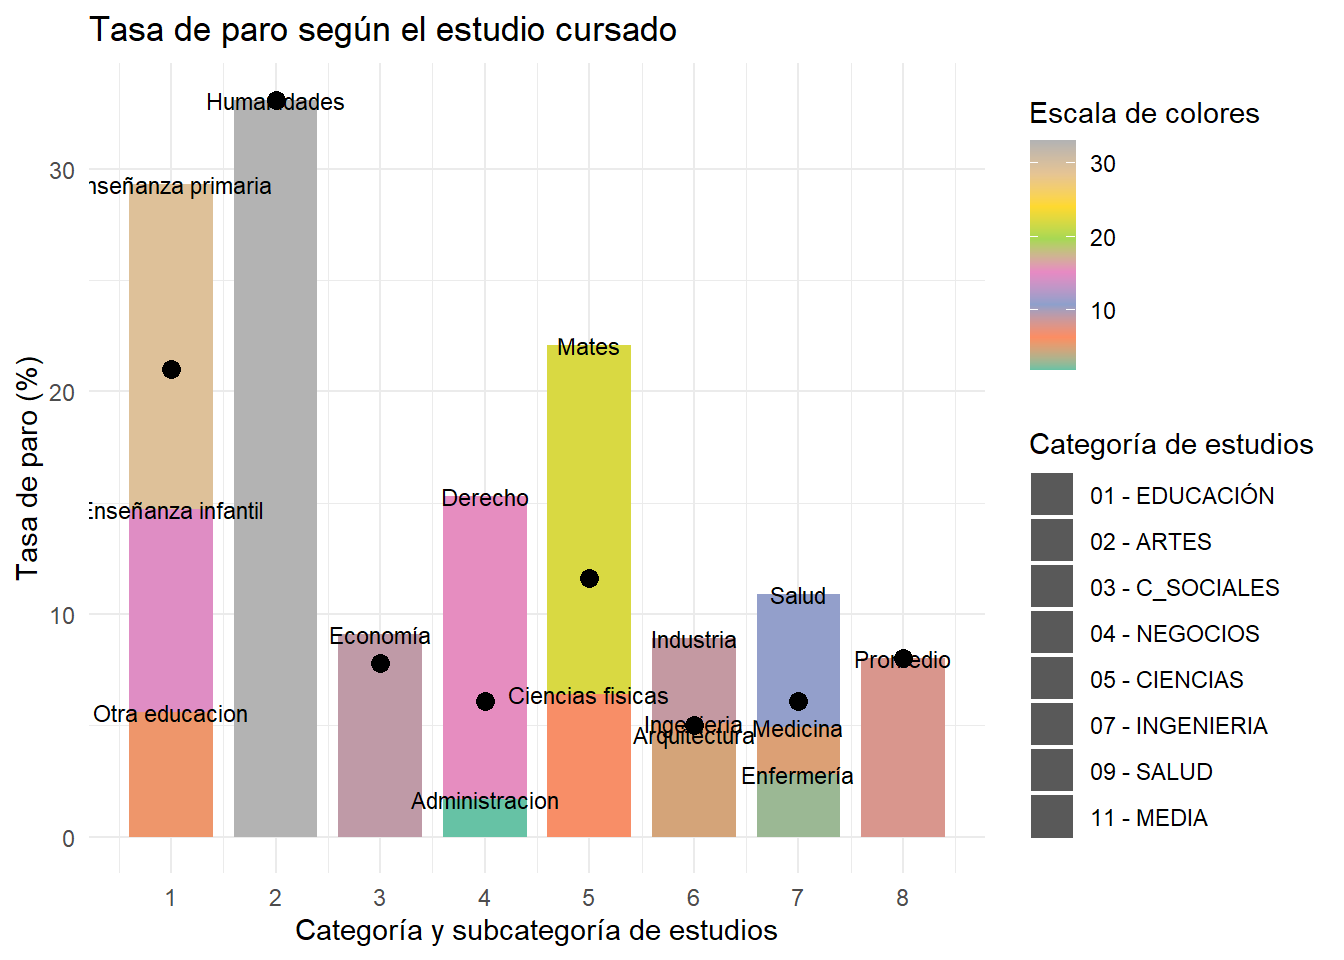 Tasa de paro según el estudio cursado
Tasa de paro (%)
30
20
10
0
nseñanza primaria
Enseñanza infantil
Otra educacion
Humanidades
Economía
Derecho
Administracion
Mates
Ciencias fisicas
Industria
Ingenieria
Arquitectura
Salud
Medicina
Enfermería
Promedio
1 2 3 4 5 6 7 8
Categoría y subcategoría de estudios
Escala de colores
30
20
10
Categoría de estudios
01 - EDUCACIÓN
02 - ARTES
03 - C_SOCIALES
04 - NEGOCIOS
05 - CIENCIAS
07 - INGENIERIA
09 - SALUD
11 - MEDIA